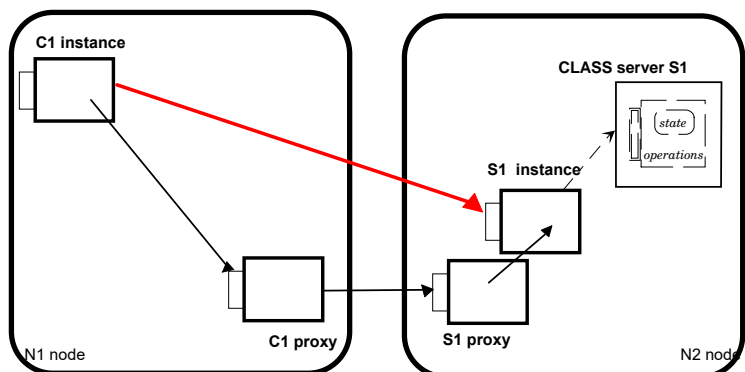 C1 instance
CLASS server S1
state
operations
S1 instance
C1 proxy
S1 proxy
N1 node
N2 node